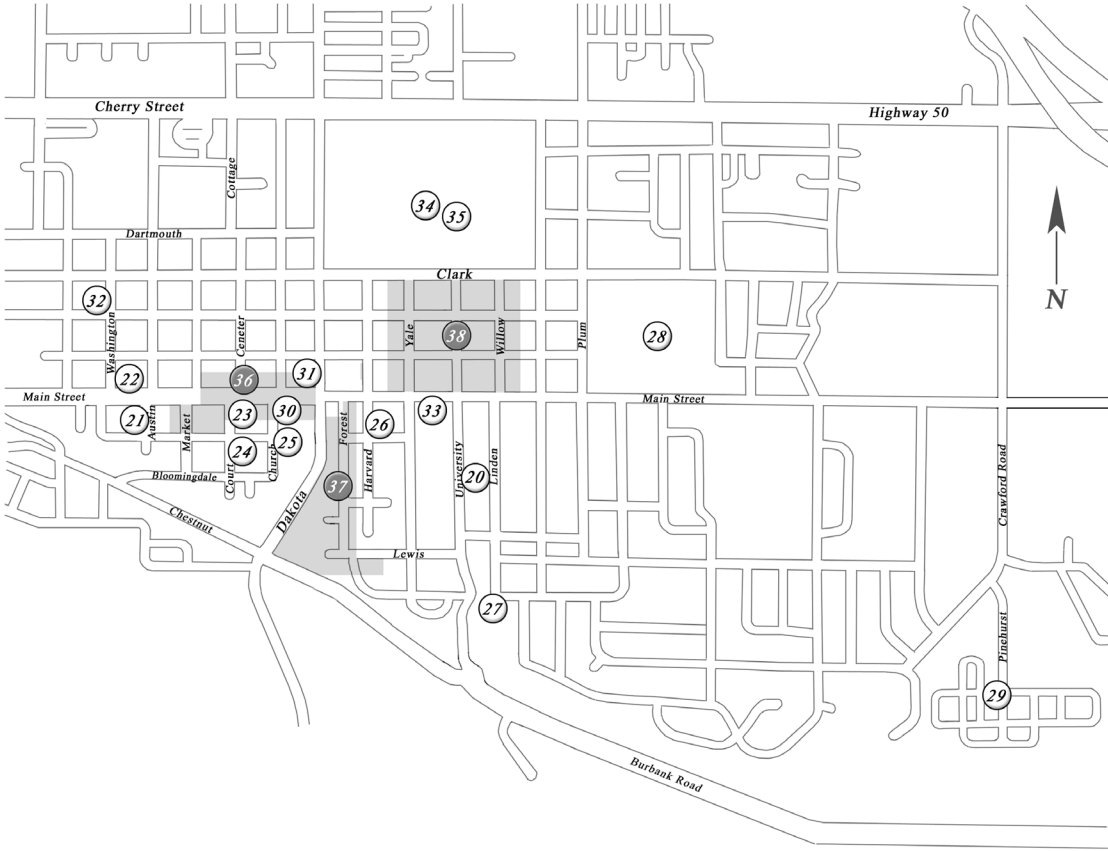 Cherry Street
Highway 50
Cottage
34
35
Dartmouth
Clark
32
Washington
Ceneter
Yale
38
Willow
Plum
28
N
22
36
31
Main Street
Main Street
21
Austin
Market
23
30
Forest
26
33
24
Court
Church
25
Harvard
University
Linden
20
Crawford Road
Bloomingdale
37
Chestnut
Dakota
Lewis
27
Pinehurst
29
Burbank Road